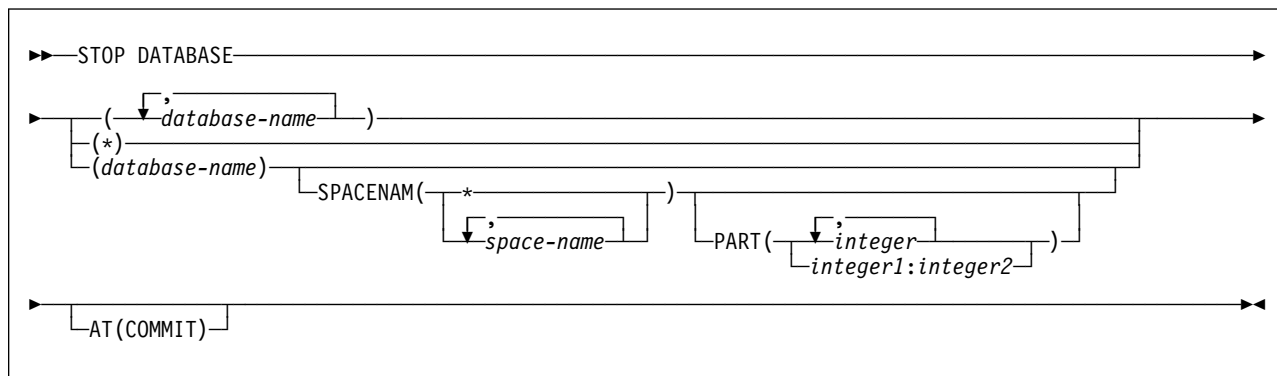 STOP DATABASE
( , database-name )
(*)
(database-name)
SPACENAM( * )
, space-name
PART( , integer )
integer1:integer2
AT(COMMIT)